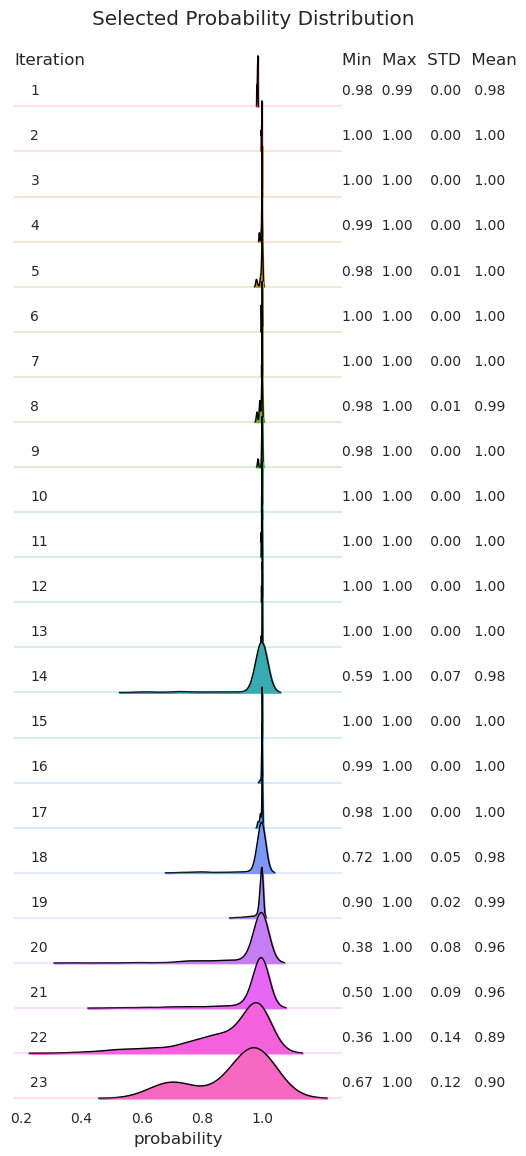 Selected Probability Distribution
Iteration Min Max STD Mean
1 0.98 0.99 0.00 0.98
2 1.00 1.00 0.00 1.00
3 1.00 1.00 0.00 1.00
4 0.99 1.00 0.00 1.00
5 0.98 1.00 0.01 1.00
6 1.00 1.00 0.00 1.00
7 1.00 1.00 0.00 1.00
8 0.98 1.00 0.01 0.99
9 0.98 1.00 0.00 1.00
10 1.00 1.00 0.00 1.00
11 1.00 1.00 0.00 1.00
12 1.00 1.00 0.00 1.00
13 1.00 1.00 0.00 1.00
14 0.59 1.00 0.07 0.98
15 1.00 1.00 0.00 1.00
16 0.99 1.00 0.00 1.00
17 0.98 1.00 0.00 1.00
18 0.72 1.00 0.05 0.98
19 0.90 1.00 0.02 0.99
20 0.38 1.00 0.08 0.96
21 0.50 1.00 0.09 0.96
22 0.36 1.00 0.14 0.89
23 0.67 1.00 0.12 0.90
0.2 0.4 0.6 0.8 1.0
probability